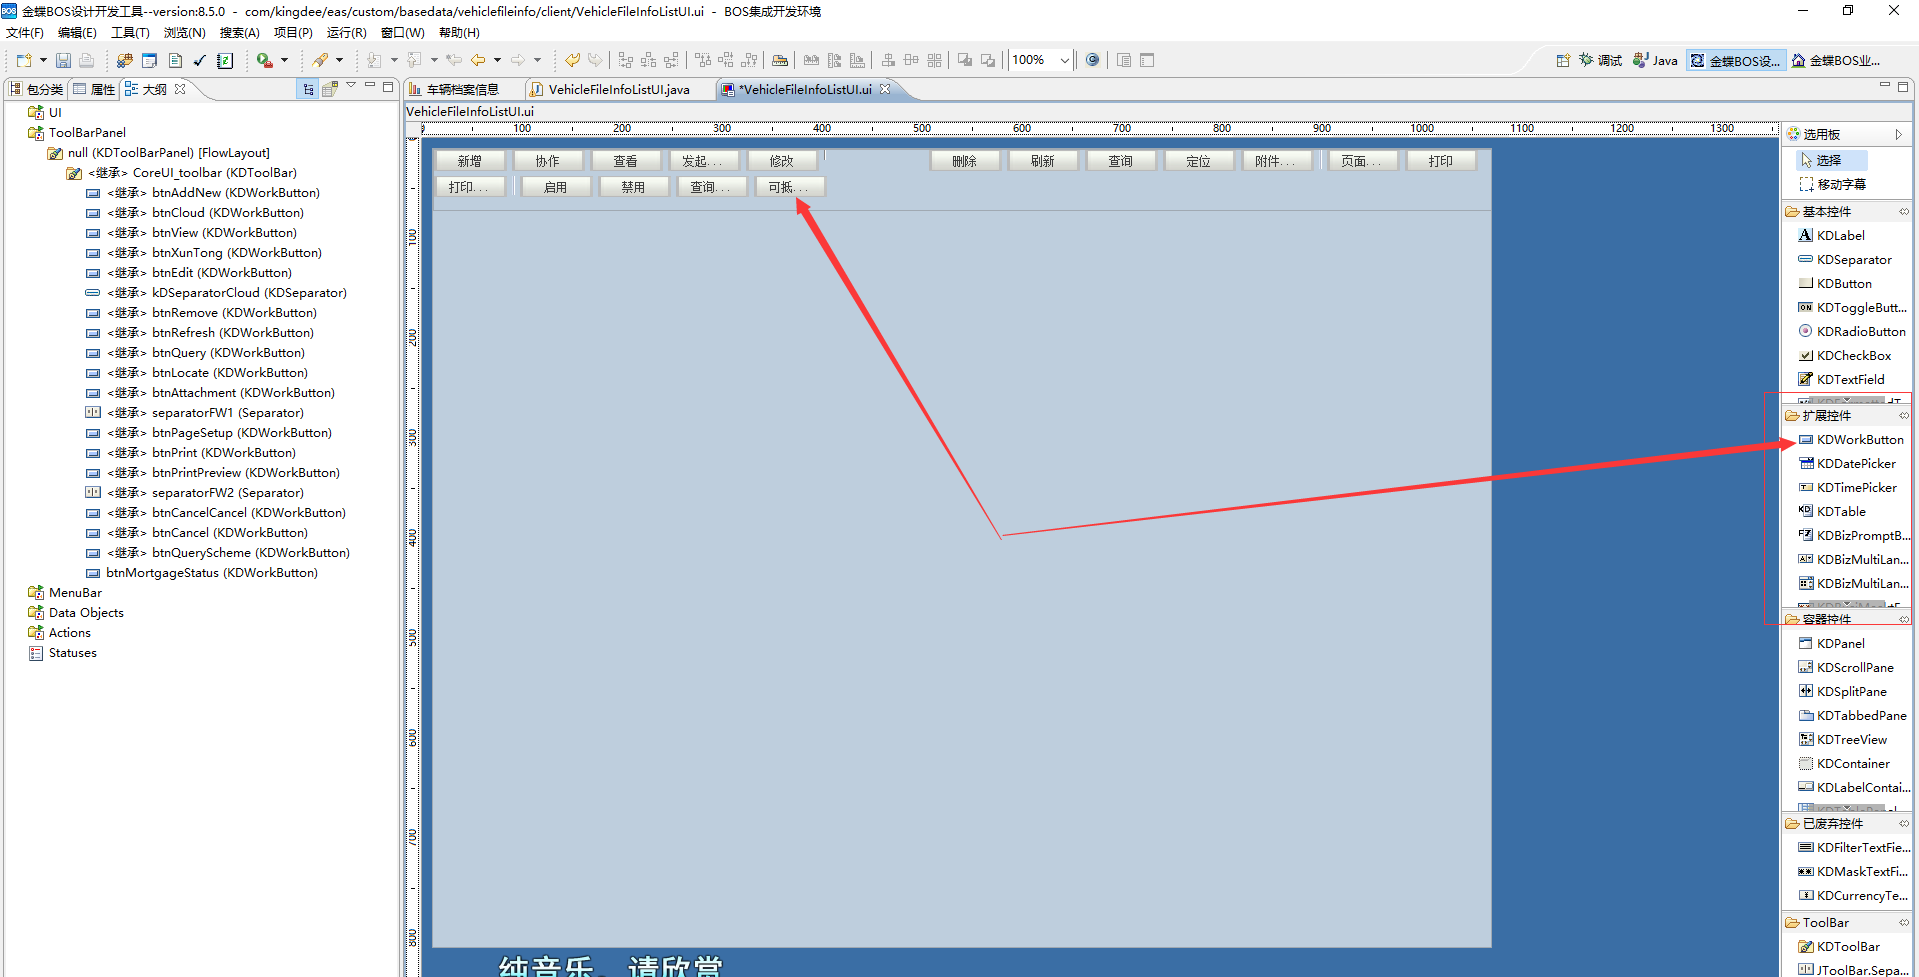 金蝶BOS设计开发工具--version:8.5.0 - com/kingdee/eas/custom/basedata/vehiclefileinfo/client/VehicleFileInfoListUI.ui - BOS集成开发环境
文件(F) 编辑(E) 工具(T) 浏览(N) 搜索(A) 项目(P) 运行(R) 窗口(W) 帮助(H)
100% 调试 Java 金蝶BOS设... 金蝶BOS业...
包分类 属性 大纲
UI
ToolBarPanel
null (KDToolBarPanel) [FlowLayout]
<继承> CoreUI_toolbar (KDToolBar)
<继承> btnAddNew (KDWorkButton)
<继承> btnCloud (KDWorkButton)
<继承> btnView (KDWorkButton)
<继承> btnXunTong (KDWorkButton)
<继承> btnEdit (KDWorkButton)
<继承> kDSeparatorCloud (KDSeparator)
<继承> btnRemove (KDWorkButton)
<继承> btnRefresh (KDWorkButton)
<继承> btnQuery (KDWorkButton)
<继承> btnLocate (KDWorkButton)
<继承> btnAttachment (KDWorkButton)
<继承> separatorFW1 (Separator)
<继承> btnPageSetup (KDWorkButton)
<继承> btnPrint (KDWorkButton)
<继承> btnPrintPreview (KDWorkButton)
<继承> separatorFW2 (Separator)
<继承> btnCancelCancel (KDWorkButton)
<继承> btnCancel (KDWorkButton)
<继承> btnQueryScheme (KDWorkButton)
btnMortgageStatus (KDWorkButton)
MenuBar
Data Objects
Actions
Statuses
车辆档案信息 VehicleFileInfoListUI.java *VehicleFileInfoListUI.ui
VehicleFileInfoListUI.ui
0 100 200 300 400 500 600 700 800 900 1000 1100 1200 1300
新增 协作 查看 发起... 修改 删除 刷新 查询 定位 附件... 页面... 打印
打印... 启用 禁用 查询... 可抵...
100
200
300
400
500
600
700
800
纯音乐，请欣赏
选用板
选择
移动字幕
基本控件
KDLabel
KDSeparator
KDButton
KDToggleButt...
KDRadioButton
KDCheckBox
KDTextField
扩展控件
KDWorkButton
KDDatePicker
KDTimePicker
KDTable
KDBizPromptB...
KDBizMultiLan...
KDBizMultiLan...
容器控件
KDPanel
KDScrollPane
KDSplitPane
KDTabbedPane
KDTreeView
KDContainer
KDLabelContai...
已废弃控件
KDFilterTextFie...
KDMaskTextFi...
KDCurrencyTe...
ToolBar
KDToolBar
JToolBar.Sepa...